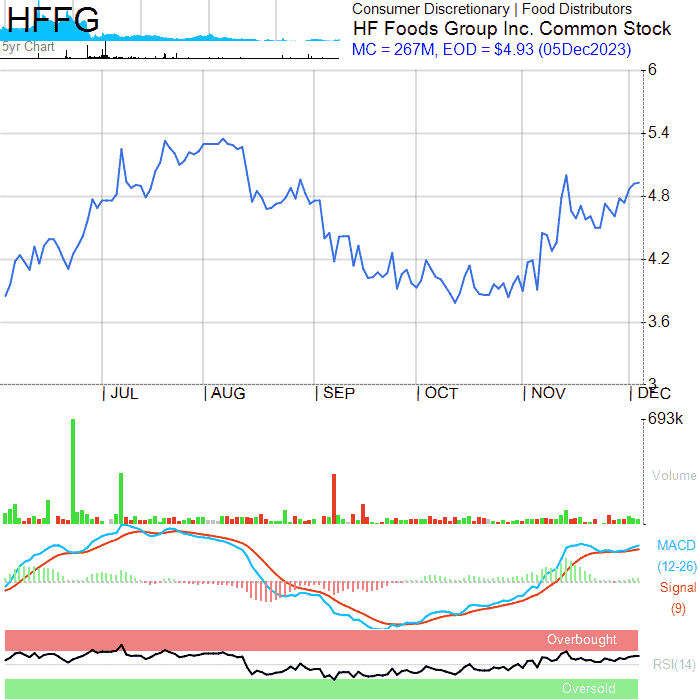 HFFG
5yr Chart
Consumer Discretionary | Food Distributors
HF Foods Group Inc. Common Stock
MC = 267M, EOD = $4.93 (05Dec2023)
6
5.4
4.8
4.2
3.6
3
| JUL | AUG | SEP | OCT | NOV | DEC
693k
Volume
MACD
(12-26)
Signal
(9)
Overbought
RSI(14)
Oversold